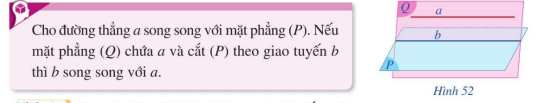 Cho đường thẳng a song song với mặt phẳng (P). Nếu
mặt phẳng (Q) chứa a và cắt (P) theo giao tuyến b
thì b song song với a.
Q
a
b
P
Hình 52